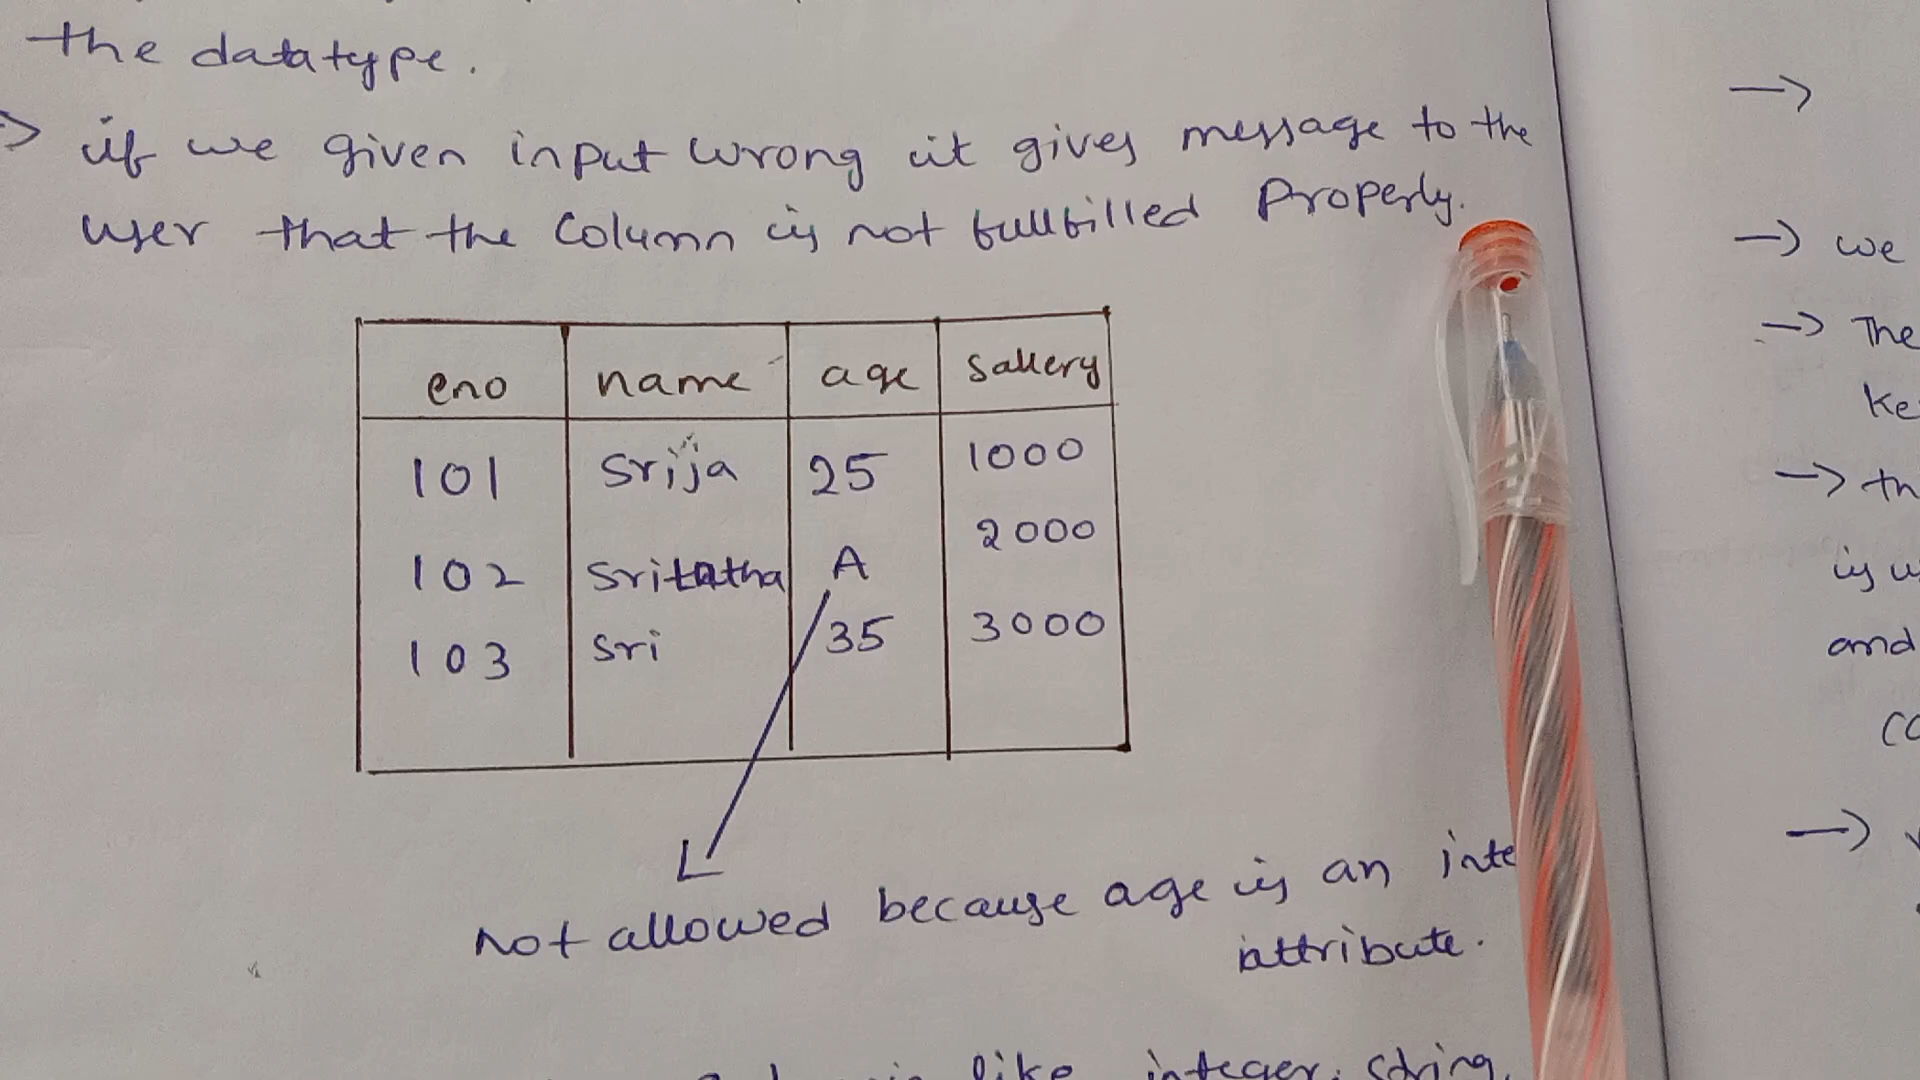 the datatype.
if we given input wrong it gives message to the
user that the column is not fullfilled Properly.
eno name age sallery
101 Srija 25 1000
102 A 2000
103 Sri 35 3000
Not allowed because age is an inte
attribute.
like integer, string,
→
→ we
→ The
Ke
→ th
is u
and
(c
→